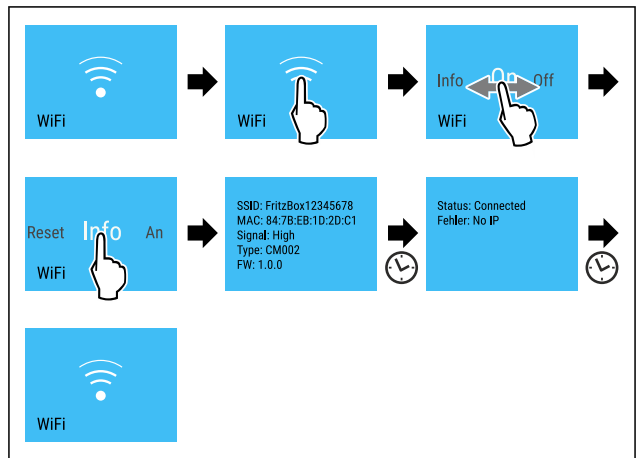 WiFi
WiFi
Info On Off
WiFi
Reset Info An
WiFi
SSID: FritzBox12345678
MAC: 84:7B:EB:1D:2D:C1
Signal: High
Type: CM002
FW: 1.0.0
Status: Connected
Fehler: No IP
WiFi